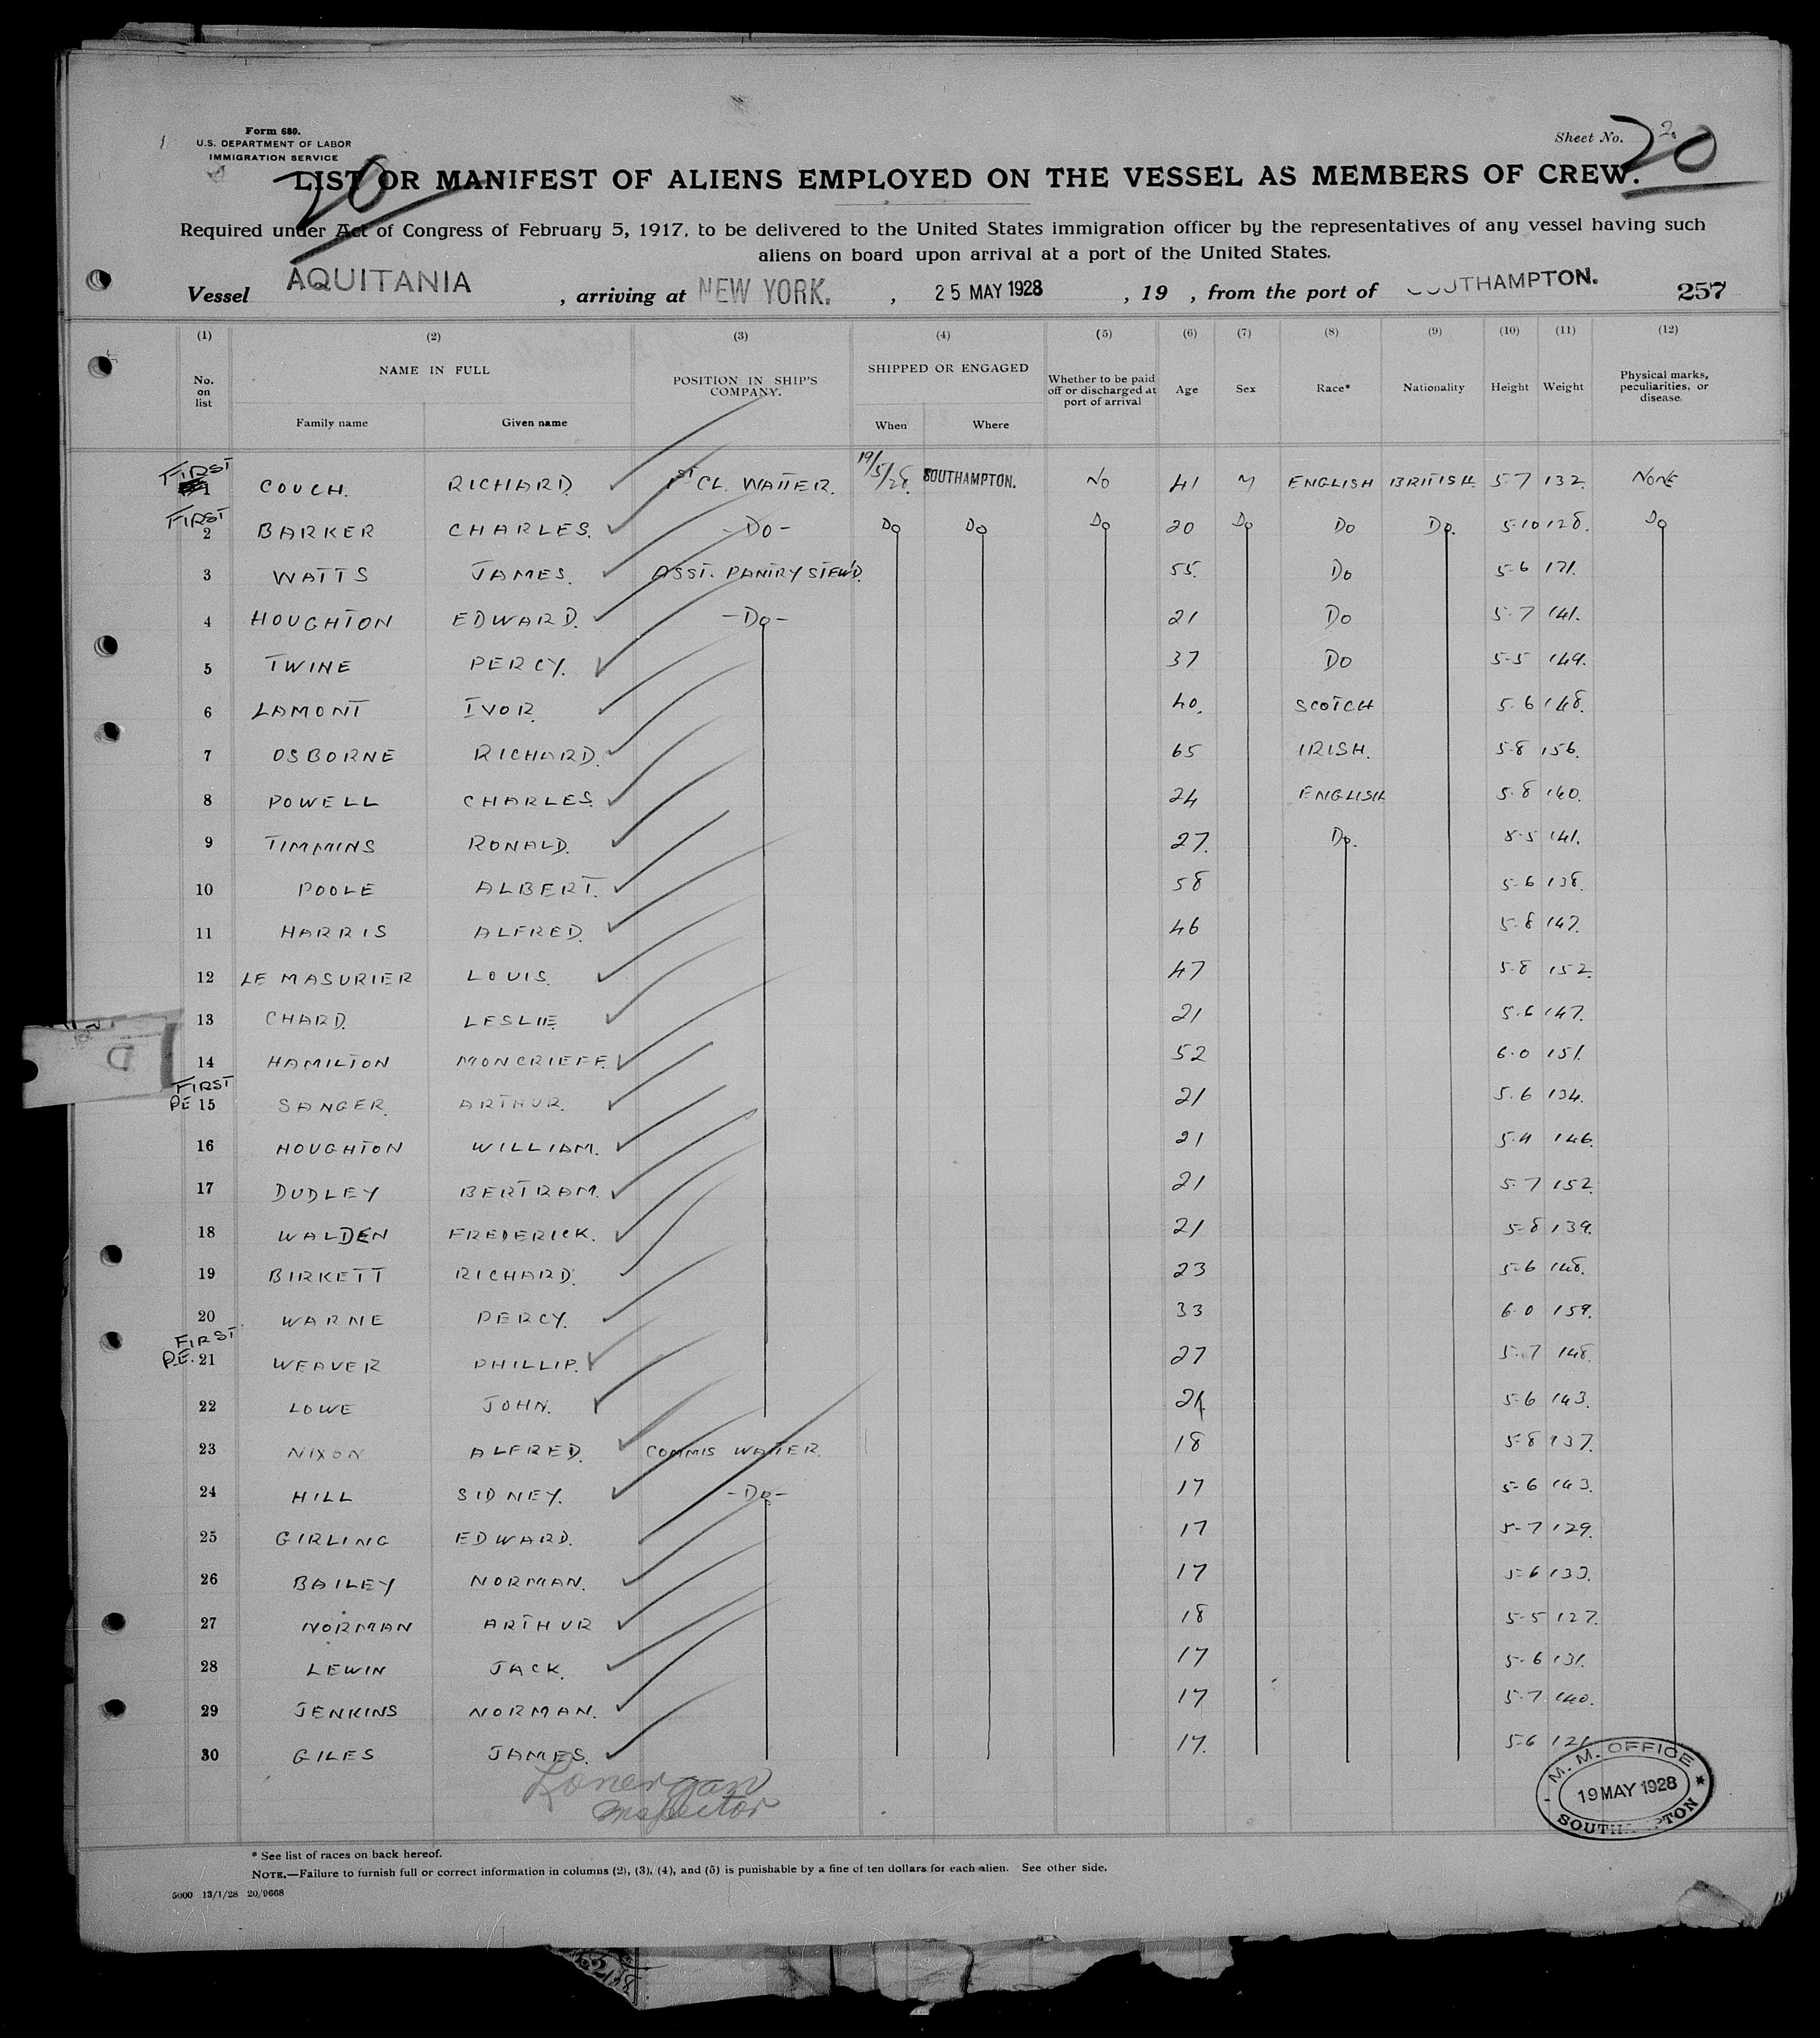 Form 680.
U.S. DEPARTMENT OF LABOR
IMMIGRATION SERVICE
Sheet No. 20
20
LIST OR MANIFEST OF ALIENS EMPLOYED ON THE VESSEL AS MEMBERS OF CREW.
Required under Act of Congress of February 5, 1917, to be delivered to the United States immigration officer by the representatives of any vessel having such
aliens on board upon arrival at a port of the United States.
Vessel AQUITANIA, arriving at NEW YORK., 25 MAY 1928, 19 , from the port of SOUTHAMPTON. 257
(1) (2) (3) (4) (5) (6) (7) (8) (9) (10) (11) (12)
No. on list NAME IN FULL POSITION IN SHIP'S COMPANY. SHIPPED OR ENGAGED Whether to be paid off or discharged at port of arrival Age Sex Race* Nationality Height Weight Physical marks, peculiarities, or disease
Family name Given name When Where
FIRST 1 COUCH. RICHARD. 1ST CL. WAITER. 19/5/28. SOUTHAMPTON. NO 41 M ENGLISH BRITISH 5-7 132. NONE
FIRST 2 BARKER CHARLES. -DO- DO DO DO 20 DO DO DO. 5-10 128. DO
3 WATTS JAMES. ASST. PANTRY STEW'D. 55. DO 5-6 171.
4 HOUGHTON EDWARD. -DO- 21 DO 5-7 141.
5 TWINE PERCY. 37 DO 5-5 149.
6 LAMONT IVOR. 40. SCOTCH 5-6 148.
7 OSBORNE RICHARD. 65 IRISH. 5-8 156.
8 POWELL CHARLES. 24 ENGLISH 5-8 160.
9 TIMMINS RONALD. 27. DO. 5-5 141.
10 POOLE ALBERT. 58 5-6 138.
11 HARRIS ALFRED. 46 5-8 147.
12 LE MASURIER LOUIS. 47 5-8 152.
13 CHARD. LESLIE. 21 5-6 147.
14 HAMILTON MONCRIEFF. 52 6-0 151.
FIRST
PE 15 SANGER. ARTHUR. 21 5-6 134.
16 HOUGHTON WILLIAM. 21 146.
17 DUDLEY BERTRAM. 21 5-7 152.
18 WALDEN FREDERICK. 21 5-8 139.
19 BIRKETT RICHARD. 23 5-6 148.
20 WARNE PERCY. 33 6-0 159.
FIRST
P.E. 21 WEAVER PHILLIP. 27 5-7 148.
22 LOWE JOHN. 5-6 143.
23 NIXON ALFRED. COMMIS WAITER. 18 5-8 137.
24 HILL SIDNEY. -DO- 17 5-6 143.
25 GIRLING EDWARD. 17 5-7 129.
26 BAILEY NORMAN. 17 5-6 133.
27 NORMAN ARTHUR 18 5-5 127.
28 LEWIN JACK. 17 5-6 131.
29 JENKINS NORMAN. 17 5-7 140.
30 GILES JAMES. 17. 5-6
Lonergan
Inspector
M. M. OFFICE
19 MAY 1928
SOUTHAMPTON
* See list of races on back hereof.
NOTE.—Failure to furnish full or correct information in columns (2), (3), (4), and (5) is punishable by a fine of ten dollars for each alien. See other side.
5000 13/1/28 20/9668